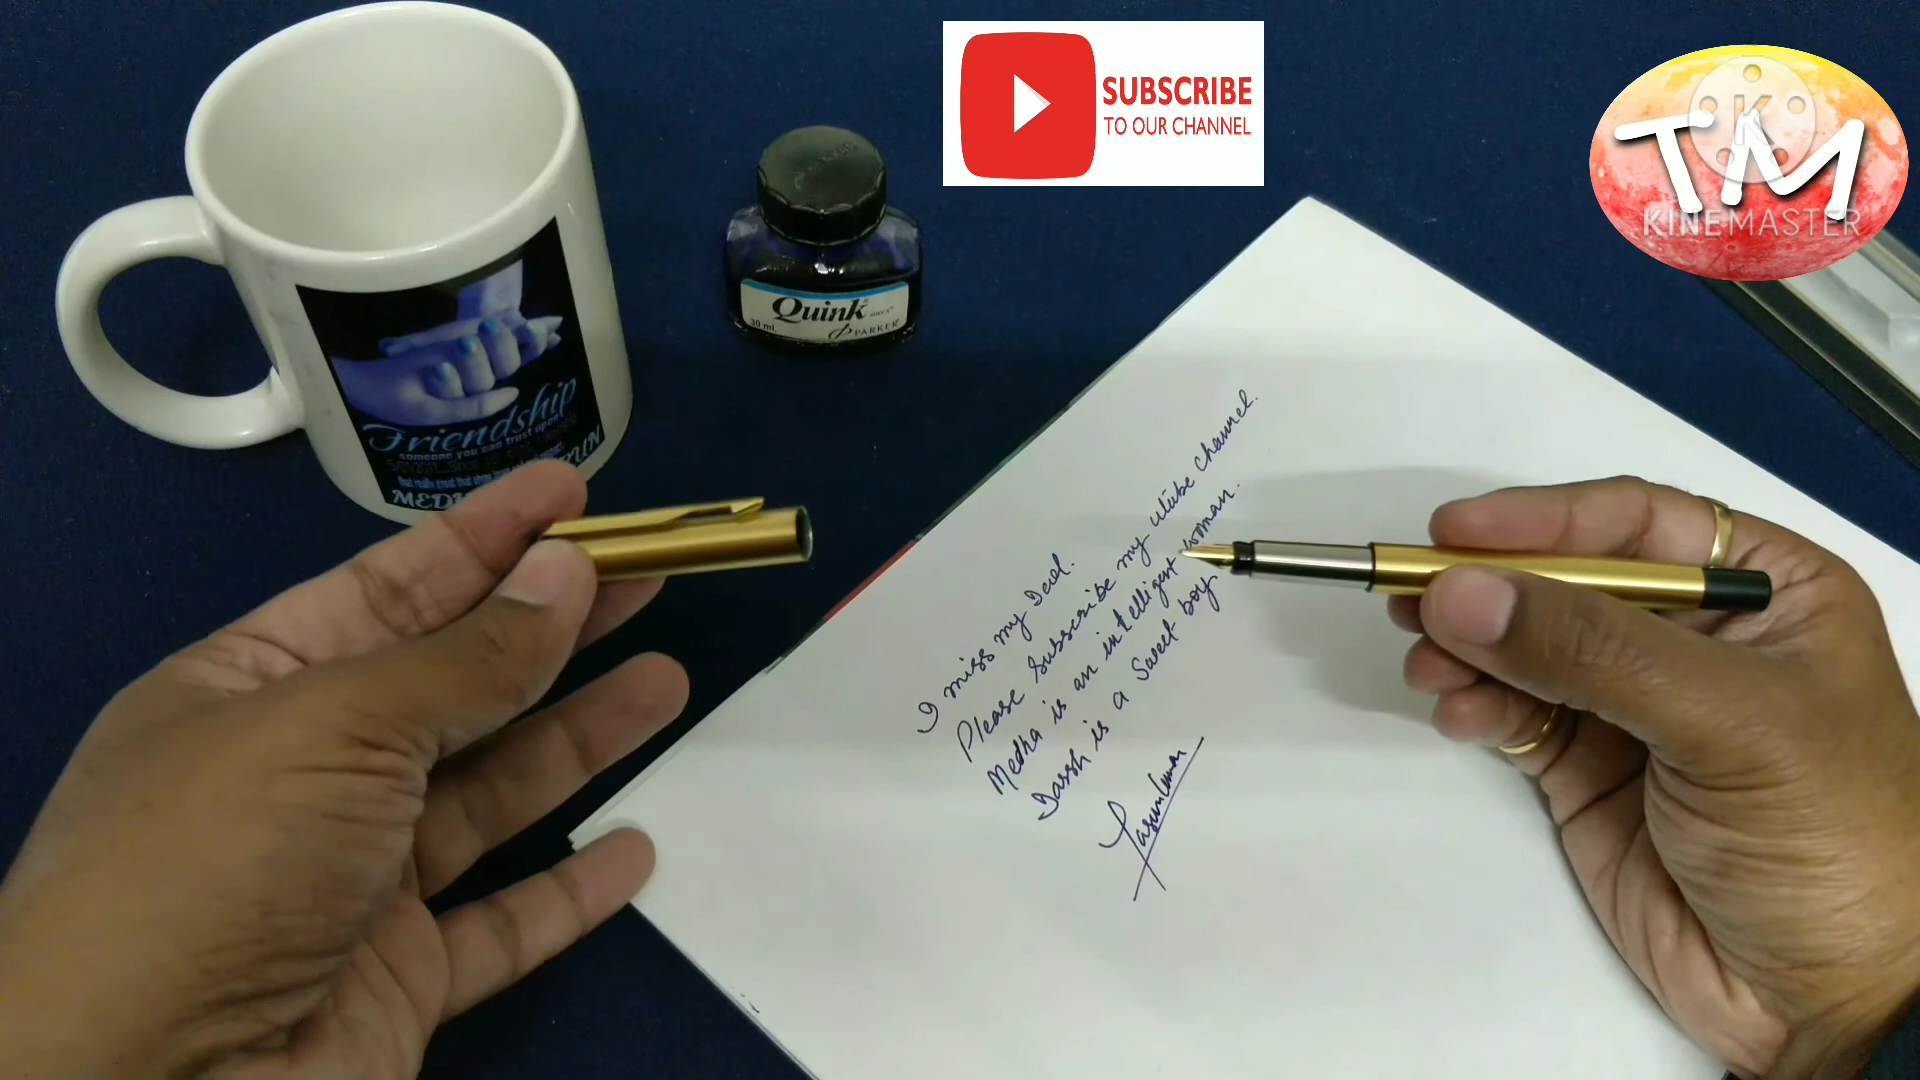 SUBSCRIBE
TO OUR CHANNEL
TM
K
KINEMASTER
Quink
30 ml.
PARKER
Friendship
someone you can trust upon
I miss my Dad.
Please Subscribe my utube channel.
Medha is an intelligent woman.
is a Sweet boy